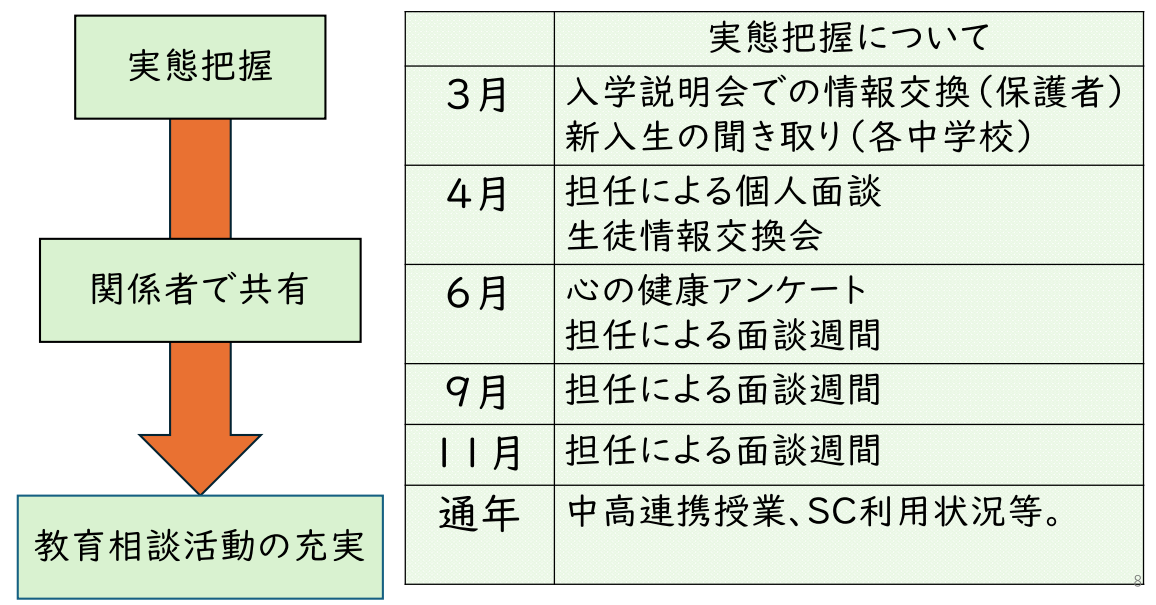 実態把握
関係者で共有
教育相談活動の充実
実態把握について
3月
入学説明会での情報交換(保護者)
新入生の聞き取り(各中学校)
4月
担任による個人面談
生徒情報交換会
6月
心の健康アンケート
担任による面談週間
9月
担任による面談週間
11月
担任による面談週間
通年
中高連携授業、SC利用状況等。
8